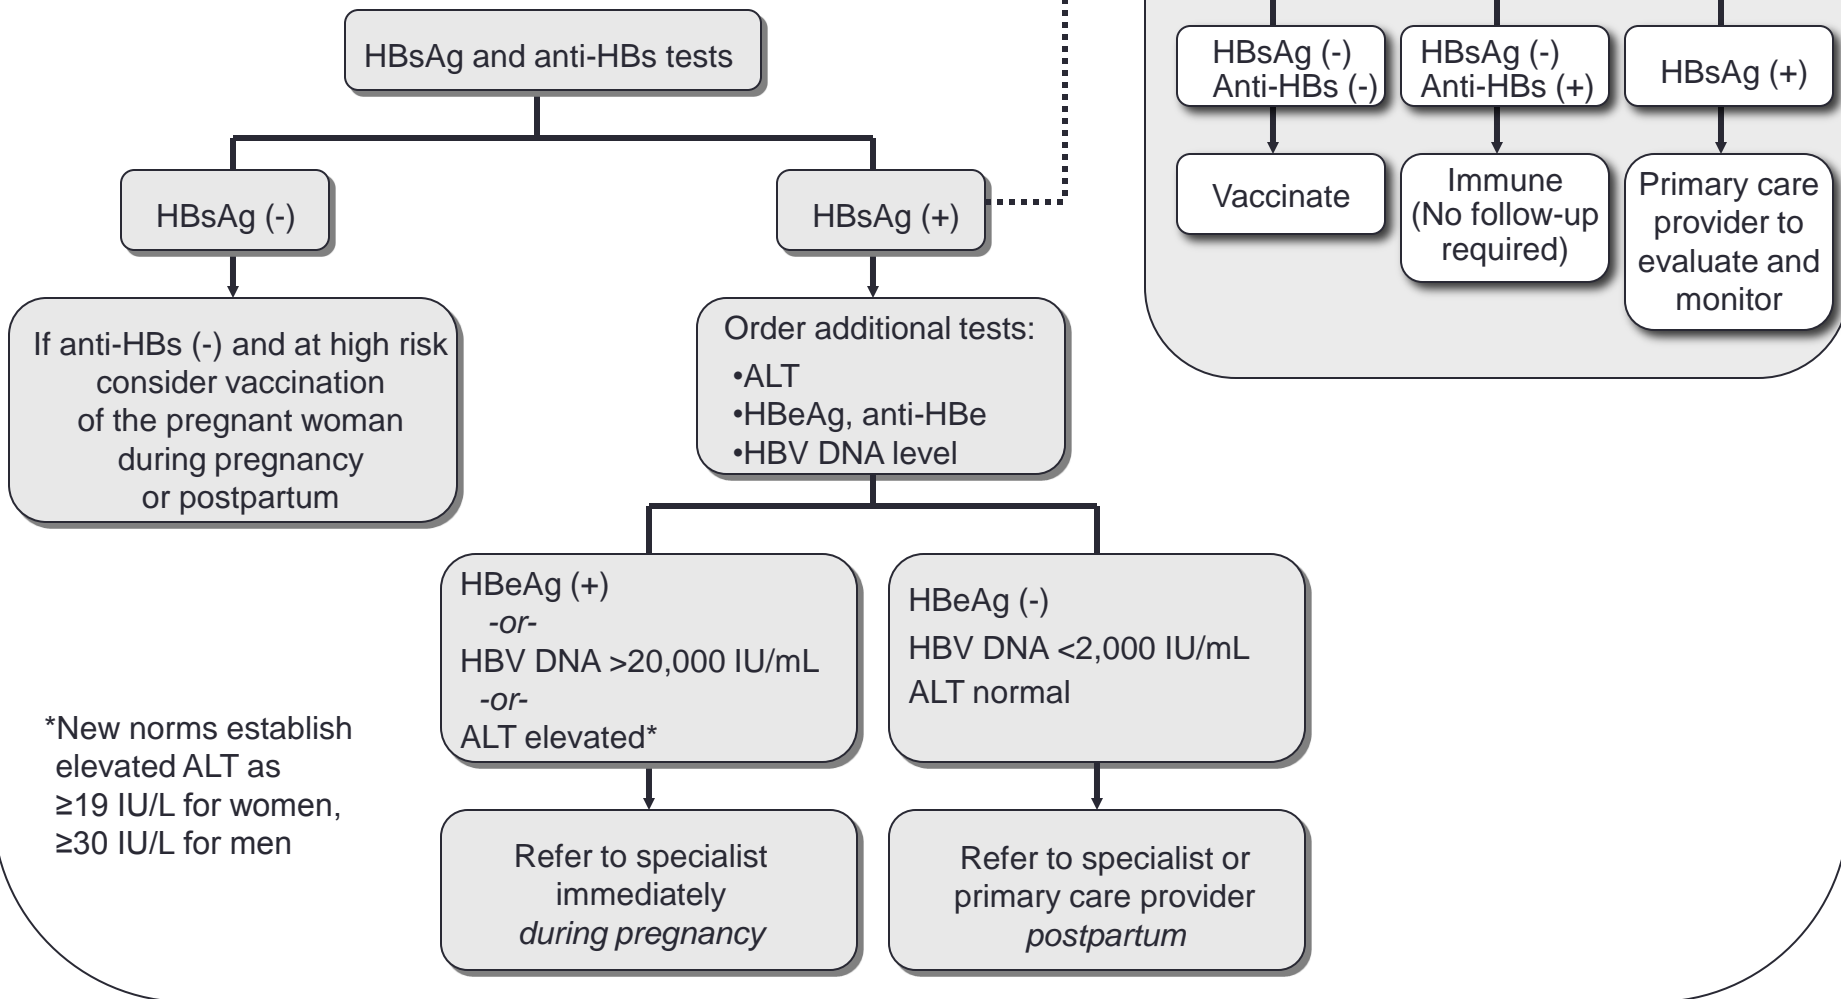 HBsAg and anti-HBs tests
HBsAg (-)
HBsAg (+)
If anti-HBs (-) and at high risk
consider vaccination
of the pregnant woman
during pregnancy
or postpartum
Order additional tests:
•ALT
•HBeAg, anti-HBe
•HBV DNA level
HBeAg (+)
-or-
HBV DNA >20,000 IU/mL
-or-
ALT elevated*
HBeAg (-)
HBV DNA <2,000 IU/mL
ALT normal
Refer to specialist
immediately
during pregnancy
Refer to specialist or
primary care provider
postpartum
*New norms establish
elevated ALT as
≥19 IU/L for women,
≥30 IU/L for men
HBsAg (-)
Anti-HBs (-)
HBsAg (-)
Anti-HBs (+)
HBsAg (+)
Vaccinate
Immune
(No follow-up
required)
Primary care
provider to
evaluate and
monitor